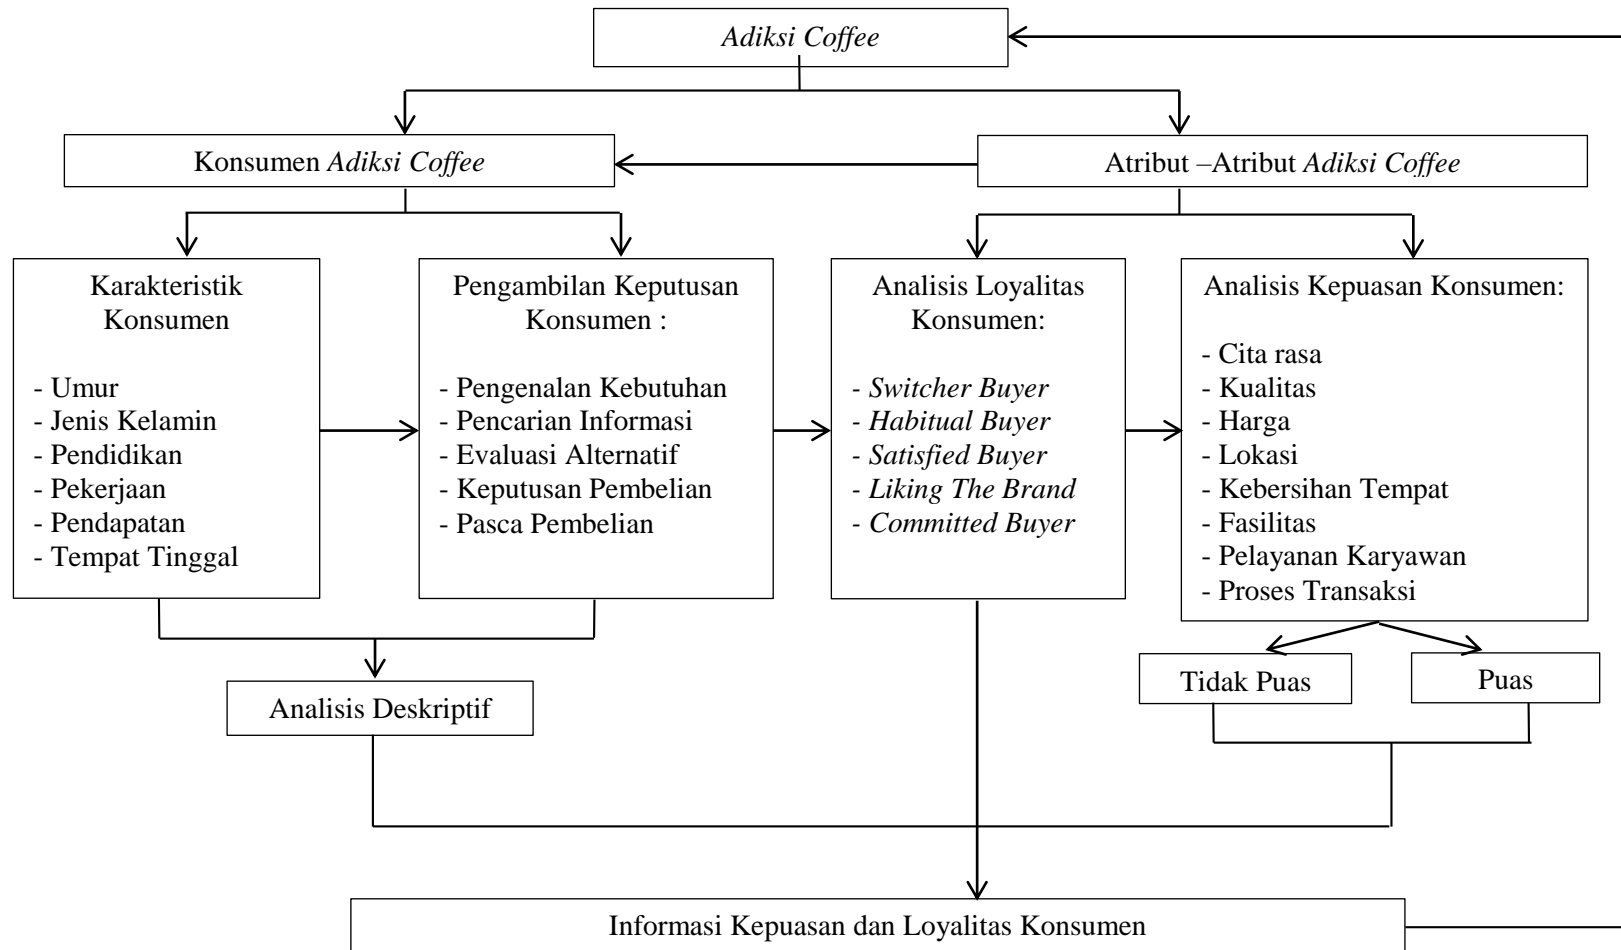 Adiksi Coffee
Konsumen Adiksi Coffee
Atribut –Atribut Adiksi Coffee
Karakteristik
Konsumen
- Umur
- Jenis Kelamin
- Pendidikan
- Pekerjaan
- Pendapatan
- Tempat Tinggal
Pengambilan Keputusan
Konsumen :
- Pengenalan Kebutuhan
- Pencarian Informasi
- Evaluasi Alternatif
- Keputusan Pembelian
- Pasca Pembelian
Analisis Loyalitas
Konsumen:
- Switcher Buyer
- Habitual Buyer
- Satisfied Buyer
- Liking The Brand
- Committed Buyer
Analisis Kepuasan Konsumen:
- Cita rasa
- Kualitas
- Harga
- Lokasi
- Kebersihan Tempat
- Fasilitas
- Pelayanan Karyawan
- Proses Transaksi
Tidak Puas
Puas
Analisis Deskriptif
Informasi Kepuasan dan Loyalitas Konsumen